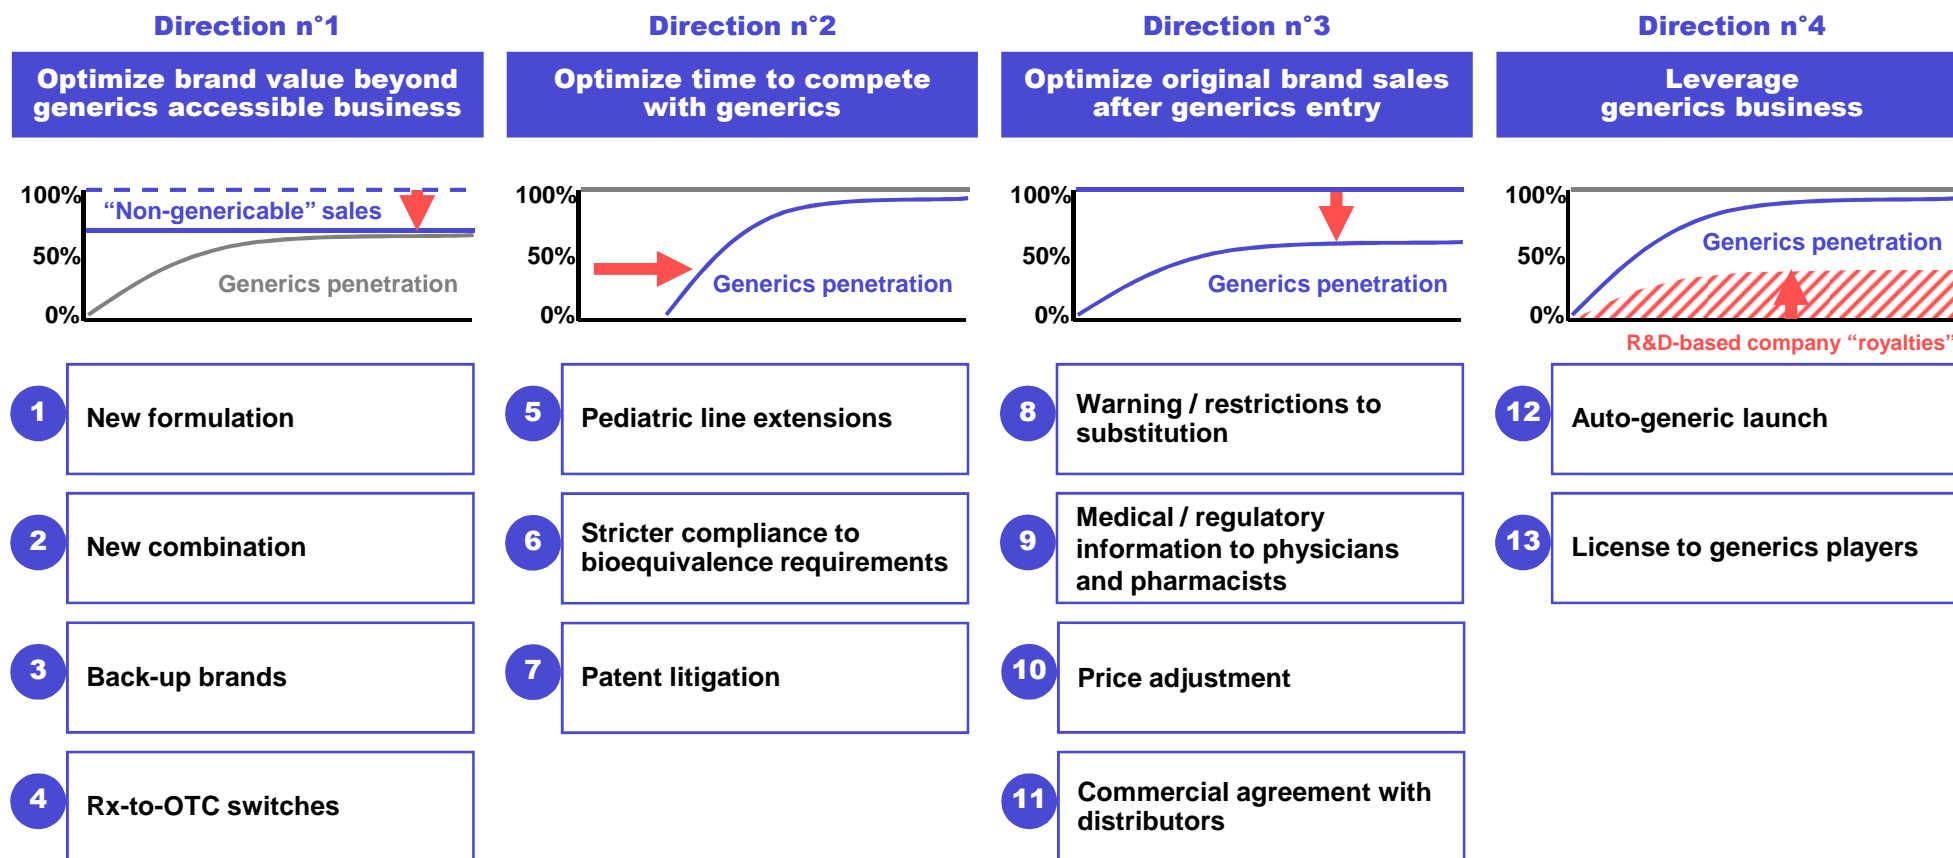 Direction n°1
Optimize brand value beyond
generics accessible business
100%
"Non-genericable" sales
50%
Generics penetration
0%
1
New formulation
2
New combination
3
Back-up brands
4
Rx-to-OTC switches
Direction n°2
Optimize time to compete
with generics
100%
50%
Generics penetration
0%
5
Pediatric line extensions
6
Stricter compliance to
bioequivalence requirements
7
Patent litigation
Direction n°3
Optimize original brand sales
after generics entry
100%
50%
Generics penetration
0%
8
Warning / restrictions to
substitution
9
Medical / regulatory
information to physicians
and pharmacists
10
Price adjustment
11
Commercial agreement with
distributors
Direction n°4
Leverage
generics business
100%
Generics penetration
50%
0%
R&D-based company "royalties"
12
Auto-generic launch
13
License to generics players